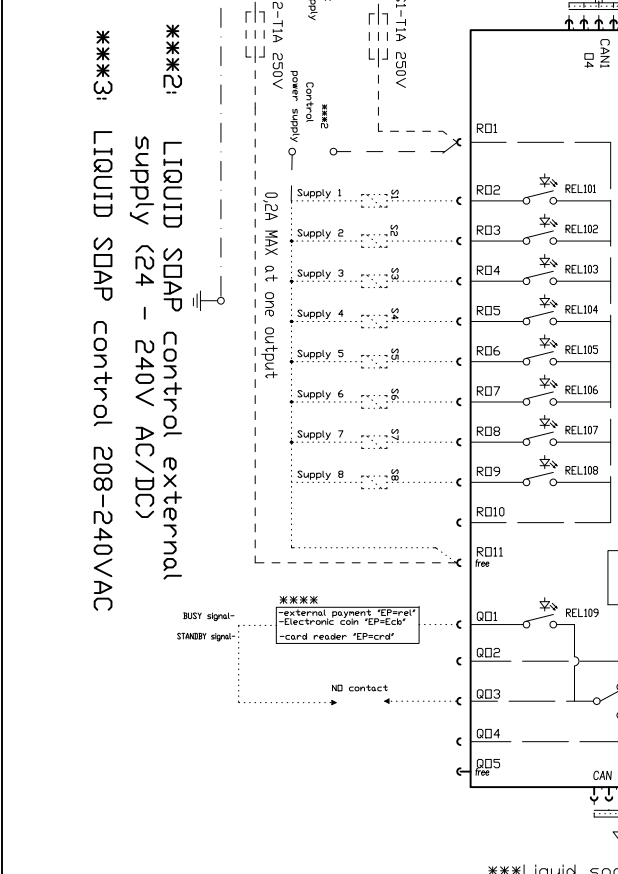 CAN1
04
S1-T1A 250V
2-T1A 250V
pply
***2
Control
power supply
RO1
Supply 1
S1
RO2
REL101
Supply 2
S2
RO3
REL102
Supply 3
S3
RO4
REL103
Supply 4
S4
RO5
REL104
Supply 5
S5
RO6
REL105
Supply 6
S6
RO7
REL106
Supply 7
S7
RO8
REL107
Supply 8
S8
RO9
REL108
RO10
RO11
free
0,2A MAX at one output
***2: LIQUID SOAP control external
supply (24 - 240V AC/DC)
***3: LIQUID SOAP control 208-240VAC
****
-external payment "EP=rel"
-Electronic coin "EP=Ecb"
-card reader "EP=crd"
BUSY signal-
STANDBY signal-
NO contact
QO1
REL109
QO2
QO3
QO4
QO5
free
CAN
***Liquid soa